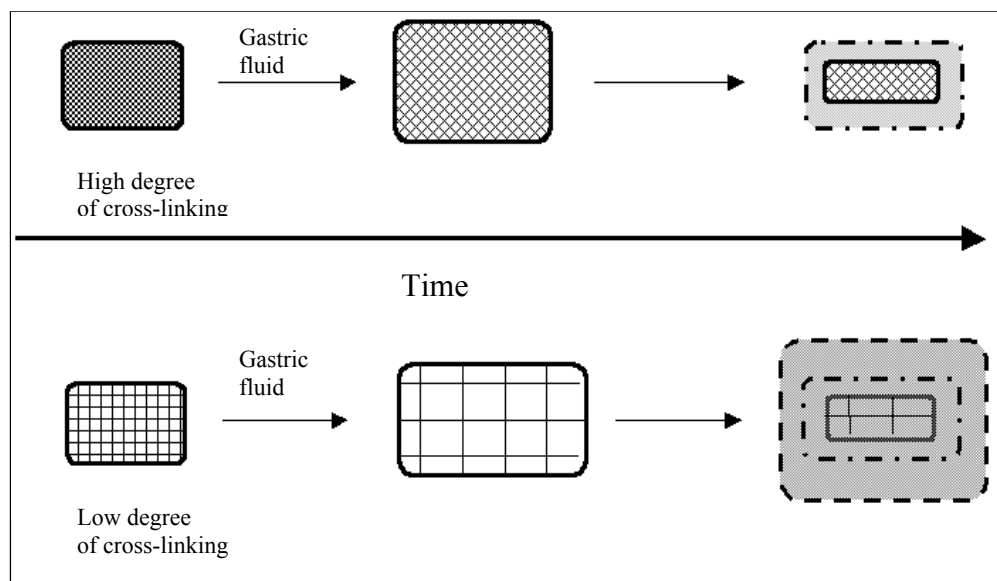 Gastric
fluid
High degree
of cross-linking
Time
Gastric
fluid
Low degree
of cross-linking